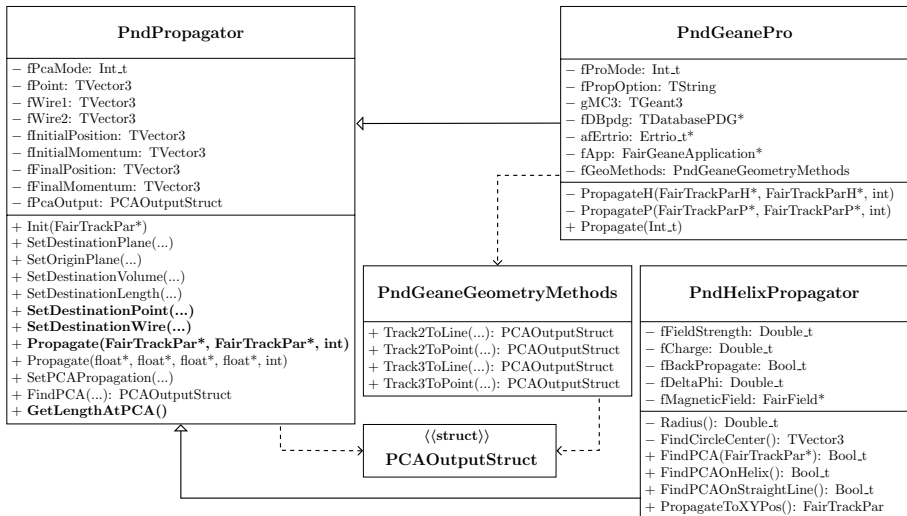 PndPropagator
− fPcaMode: Int_t
− fPoint: TVector3
− fWire1: TVector3
− fWire2: TVector3
− fInitialPosition: TVector3
− fInitialMomentum: TVector3
− fFinalPosition: TVector3
− fFinalMomentum: TVector3
− fPcaOutput: PCAOutputStruct
+ Init(FairTrackPar*)
+ SetDestinationPlane(...)
+ SetOriginPlane(...)
+ SetDestinationVolume(...)
+ SetDestinationLength(...)
+ SetDestinationPoint(...)
+ SetDestinationWire(...)
+ Propagate(FairTrackPar*, FairTrackPar*, int)
+ Propagate(float*, float*, float*, float*, int)
+ SetPCAPropagation(...)
+ FindPCA(...): PCAOutputStruct
+ GetLengthAtPCA()
PndGeanePro
− fProMode: Int_t
− fPropOption: TString
− gMC3: TGeant3
− fDBpdg: TDatabasePDG*
− afErtrio: Ertrio_t*
− fApp: FairGeaneApplication*
− fGeoMethods: PndGeaneGeometryMethods
− PropagateH(FairTrackParH*, FairTrackParH*, int)
− PropagateP(FairTrackParP*, FairTrackParP*, int)
+ Propagate(Int_t)
PndGeaneGeometryMethods
+ Track2ToLine(...): PCAOutputStruct
+ Track2ToPoint(...): PCAOutputStruct
+ Track3ToLine(...): PCAOutputStruct
+ Track3ToPoint(...): PCAOutputStruct
⟨⟨struct⟩⟩
PCAOutputStruct
PndHelixPropagator
− fFieldStrength: Double_t
− fCharge: Double_t
− fBackPropagate: Bool_t
− fDeltaPhi: Double_t
− fMagneticField: FairField*
− Radius(): Double_t
− FindCircleCenter(): TVector3
+ FindPCA(FairTrackPar*): Bool_t
+ FindPCAOnHelix(): Bool_t
+ FindPCAOnStraightLine(): Bool_t
+ PropagateToXYPos(): FairTrackPar